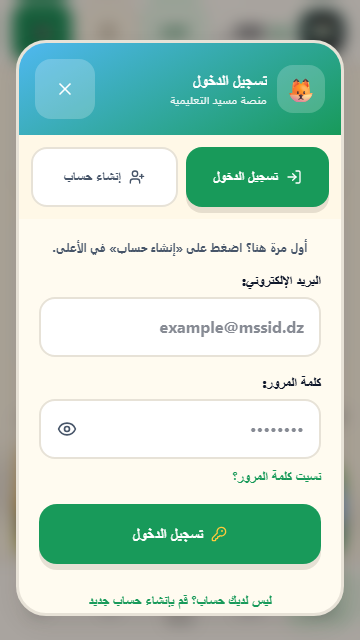 تسجيل الدخول
منصة مسيد التعليمية
تسجيل الدخول
إنشاء حساب
أول مرة هنا؟ اضغط على «إنشاء حساب» في الأعلى.
البريد الإلكتروني:
example@mssid.dz
كلمة المرور:
••••••••
نسيت كلمة المرور؟
تسجيل الدخول
ليس لديك حساب؟ قم بإنشاء حساب جديد